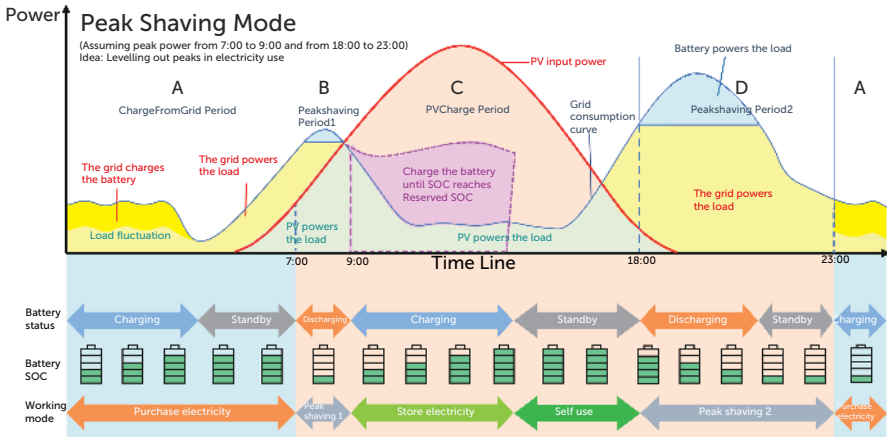 Power
Peak Shaving Mode
(Assuming peak power from 7:00 to 9:00 and from 18:00 to 23:00)
Idea: Levelling out peaks in electricity use
Battery powers the load
PV input power
A
B
C
D
A
ChargeFromGrid Period
Peakshaving
Period1
PVCharge Period
Grid
consumption
curve
Peakshaving Period2
The grid charges
the battery
The grid powers
the load
Charge the battery
until SOC reaches
Reserved SOC
The grid powers
the load
Load fluctuation
PV powers
the load
PV powers the load
7:00
9:00
Time Line
18:00
23:00
Battery
status
Charging
Standby
Discharging
Charging
Standby
Discharging
Standby
Charging
Battery
SOC
Working
mode
Purchase electricity
Peak
shaving 1
Store electricity
Self use
Peak shaving 2
Purchase
electricity